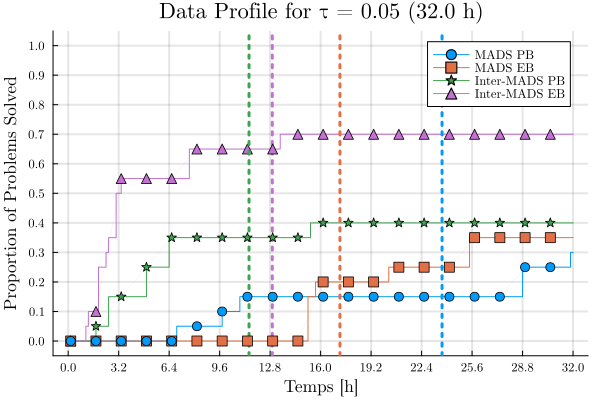 Data Profile for τ = 0.05 (32.0 h)
1.0
0.9
0.8
0.7
0.6
0.5
0.4
0.3
0.2
0.1
0.0
Proportion of Problems Solved
MADS PB
MADS EB
Inter-MADS PB
Inter-MADS EB
0.0 3.2 6.4 9.6 12.8 16.0 19.2 22.4 25.6 28.8 32.0
Temps [h]